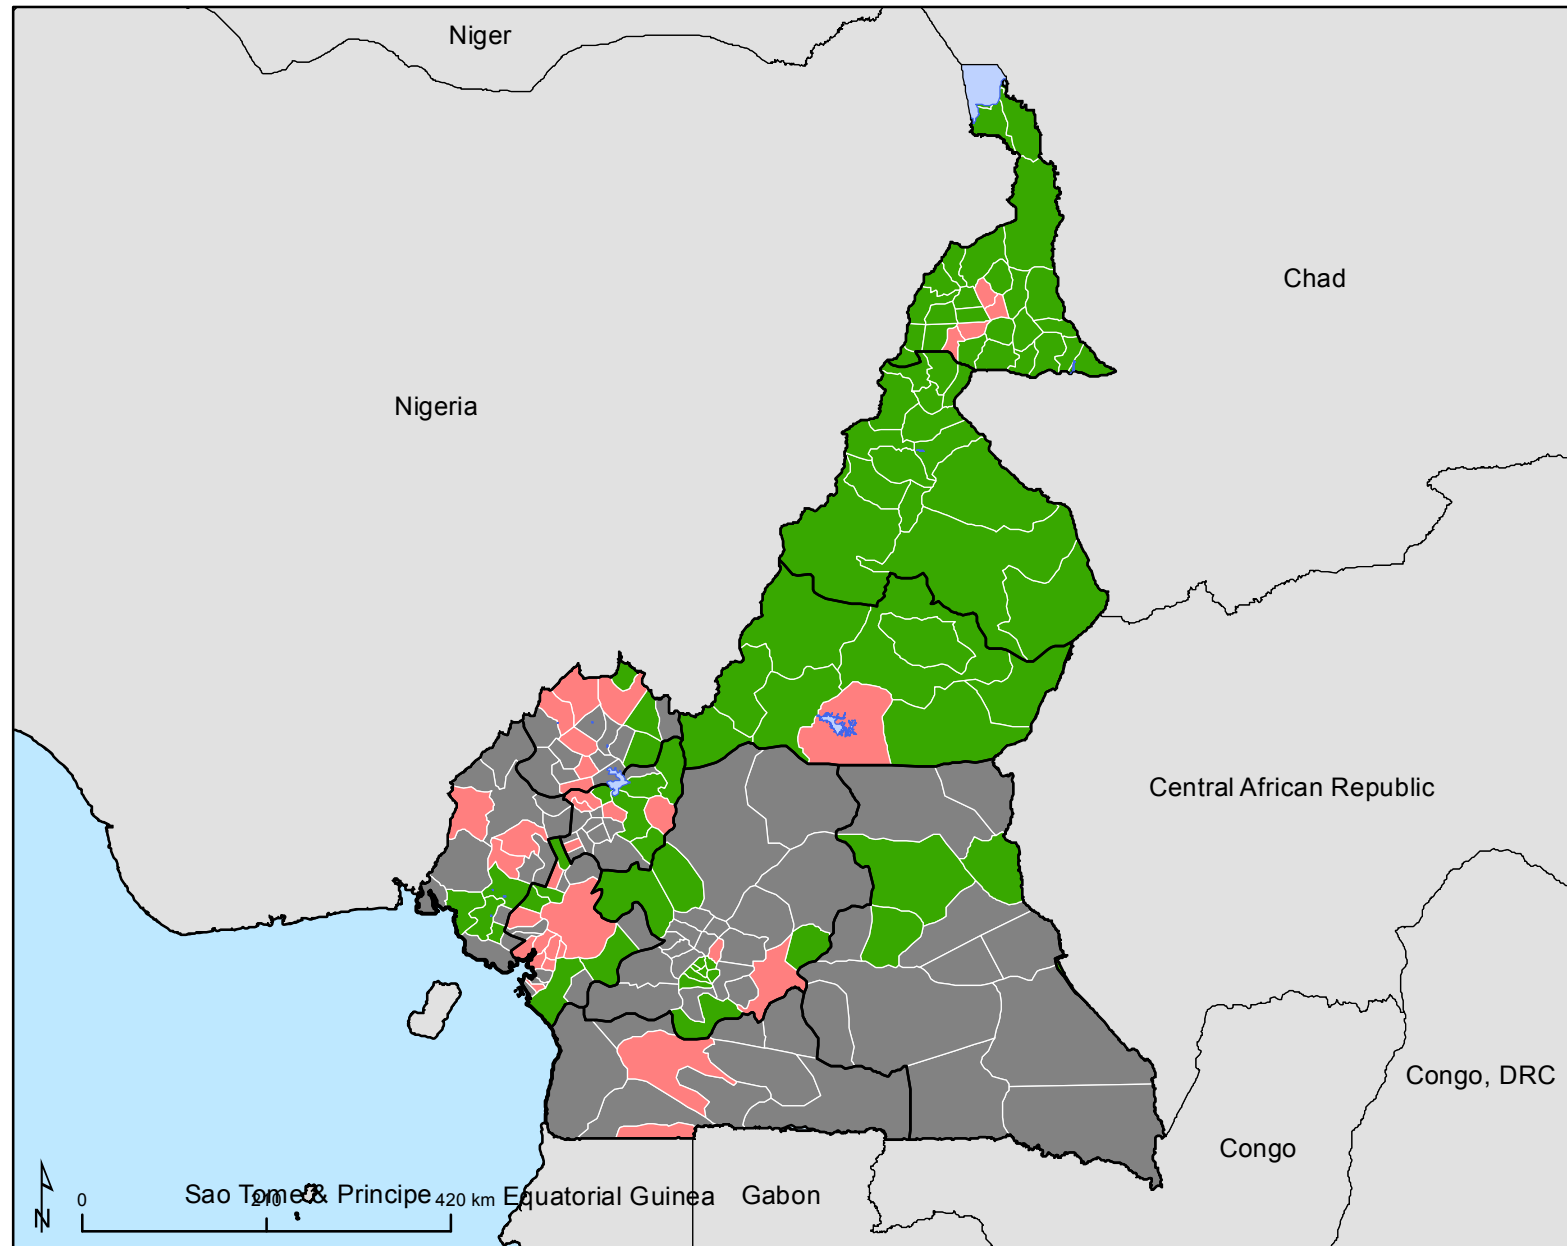 Niger
Chad
Nigeria
Central African Republic
Congo, DRC
Congo
Sao Tome & Principe
Equatorial Guinea
Gabon
0 210 420 km
N